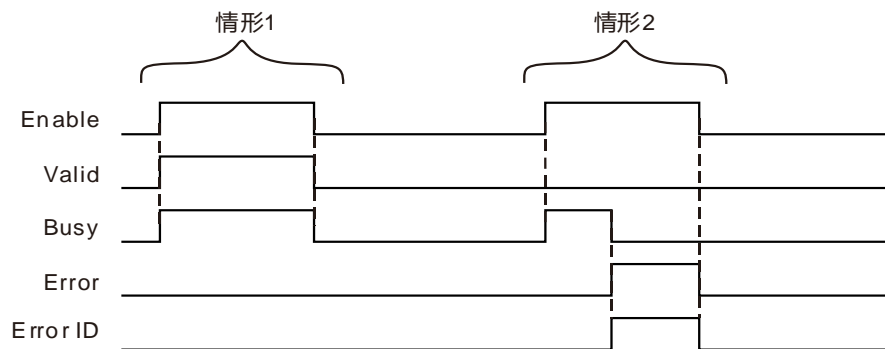 情形1 情形2
Enable
Valid
Busy
Error
Error ID